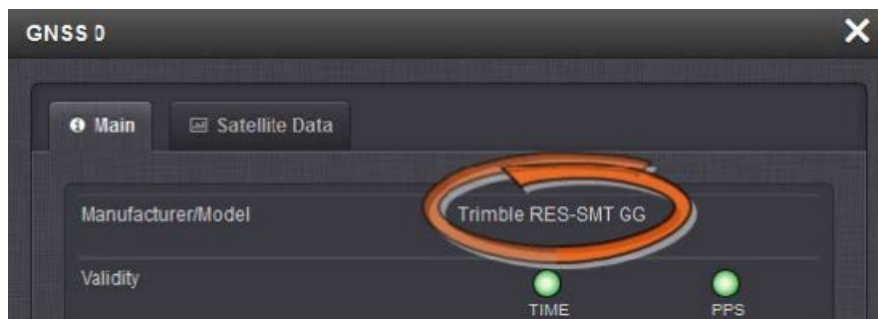 GNSS 0
Main Satellite Data
Manufacturer/Model Trimble RES-SMT GG
Validity
TIME PPS